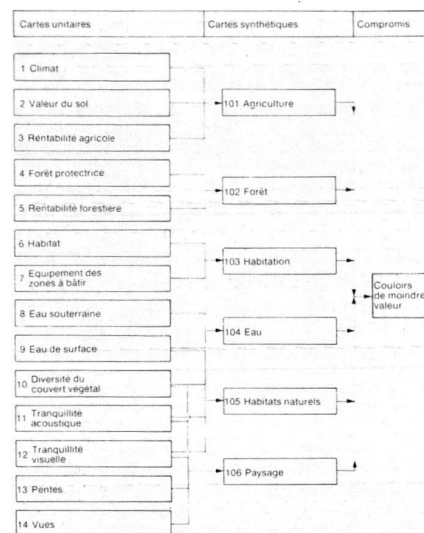 Cartes unitaires
Cartes synthétiques
Compromis
1 Climat
2 Valeur du sol
3 Rentabilité agricole
4 Forêt protectrice
5 Rentabilité forestière
6 Habitat
7 Equipement des
zones à bâtir
8 Eau souterraine
9 Eau de surface
10 Diversité du
couvert végétal
11 Tranquillité
acoustique
12 Tranquillité
visuelle
13 Pentes
14 Vues
101 Agriculture
102 Forêt
103 Habitation
104 Eau
105 Habitats naturels
106 Paysage
Couloirs
de moindre
valeur